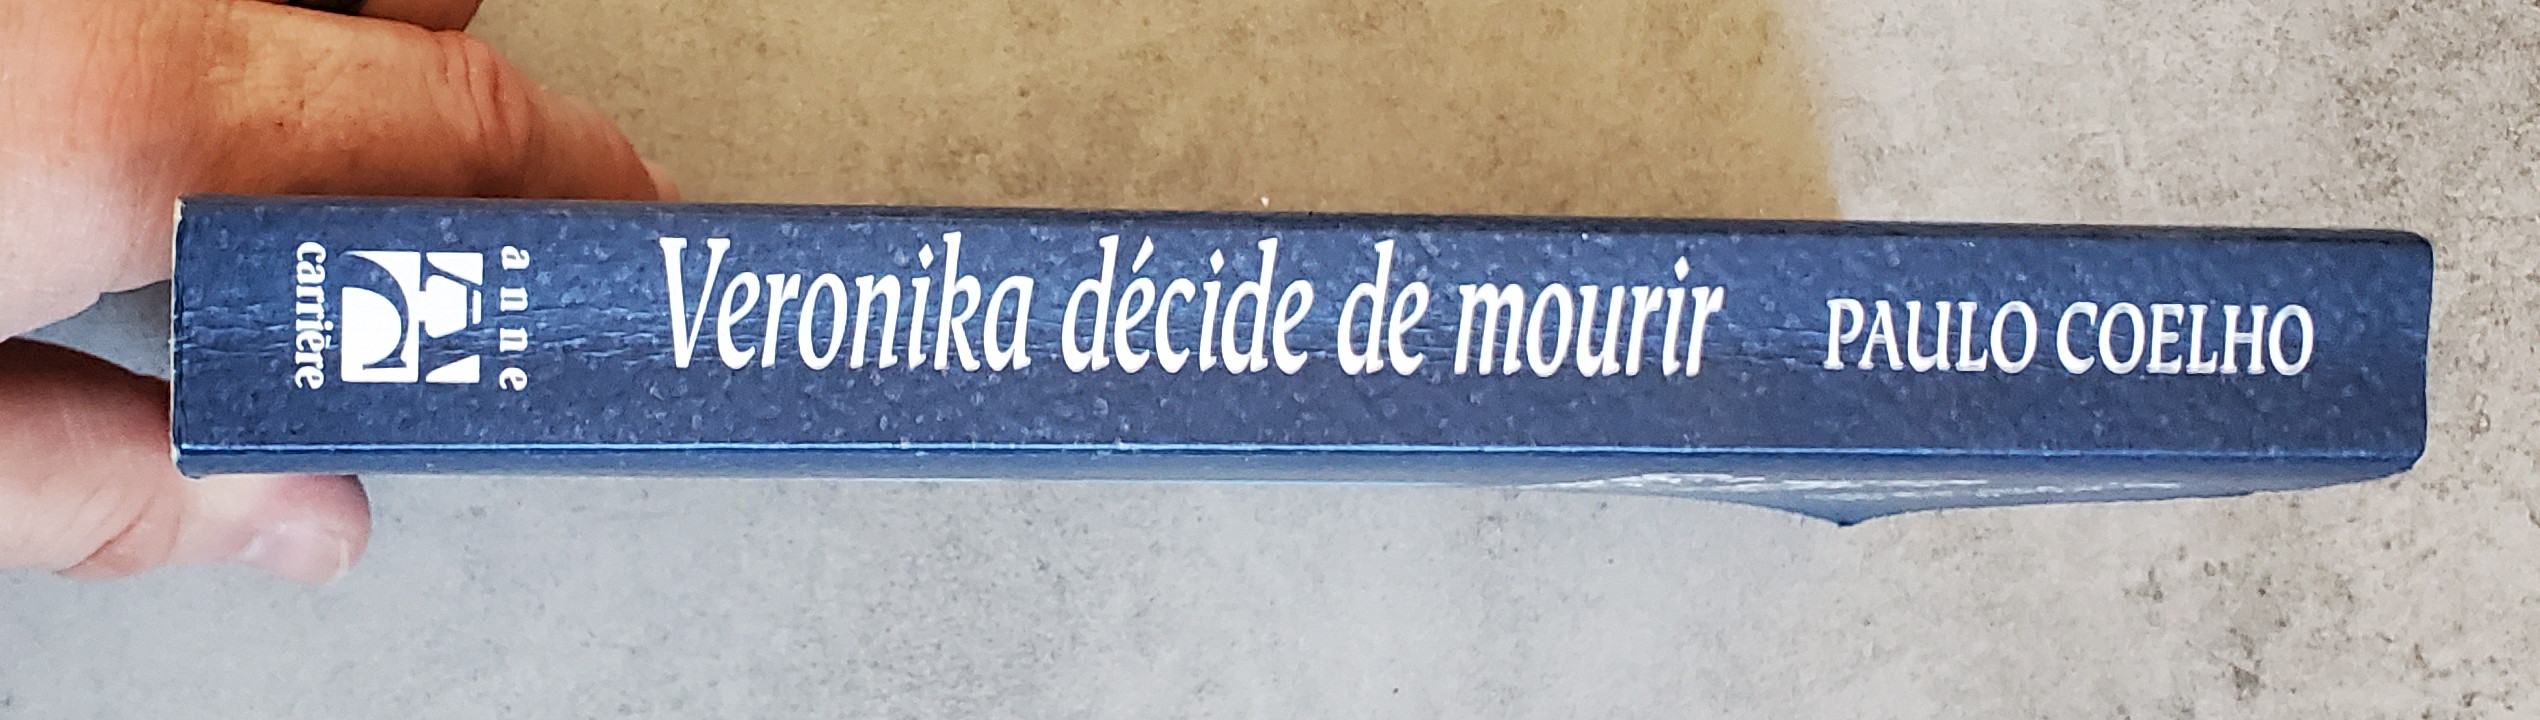 anne
carrière
Veronika décide de mourir
PAULO COELHO